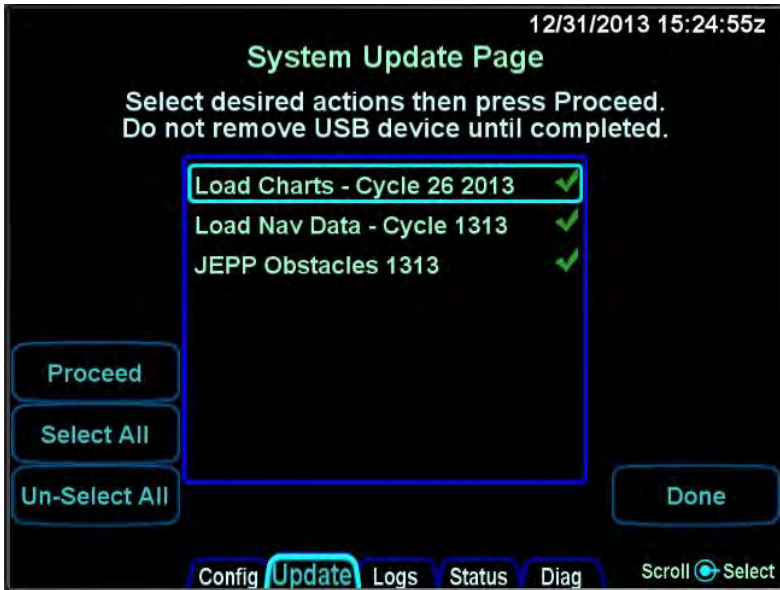 12/31/2013 15:24:55z
System Update Page
Select desired actions then press Proceed.
Do not remove USB device until completed.
Load Charts - Cycle 26 2013
Load Nav Data - Cycle 1313
JEPP Obstacles 1313
Proceed
Select All
Un-Select All
Done
Config Update Logs Status Diag
Scroll Select